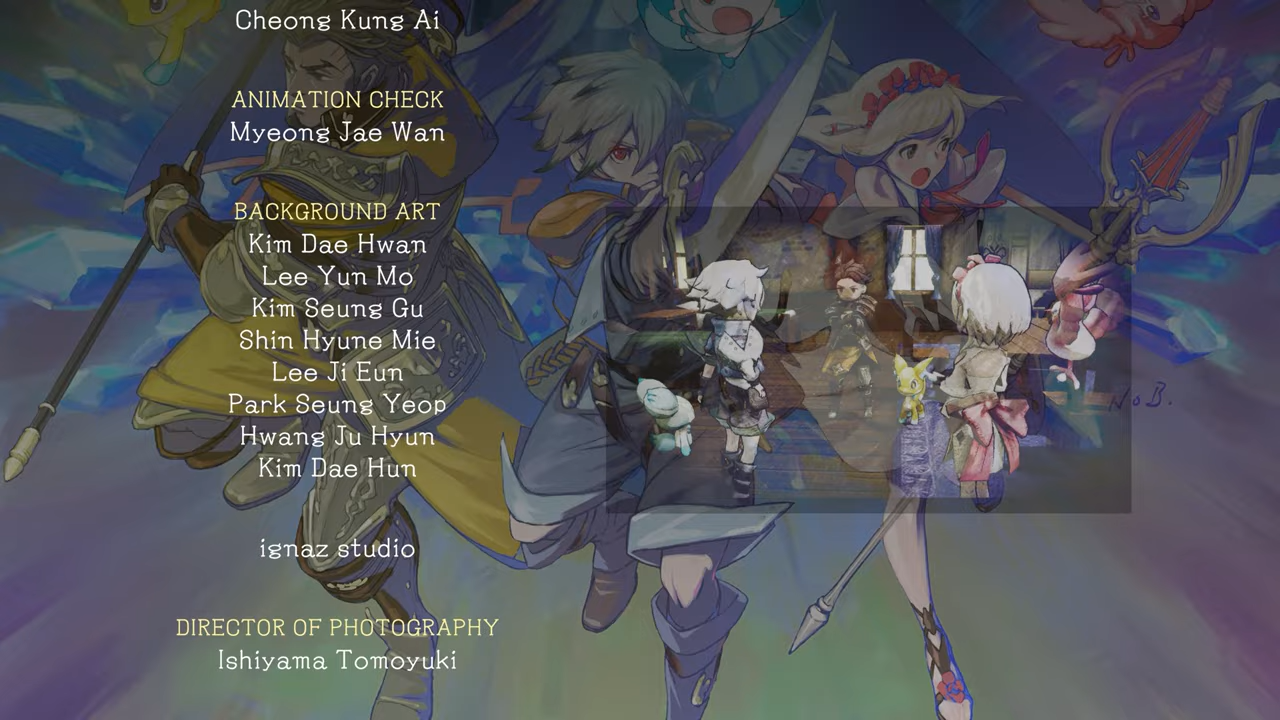 Cheong Kung Ai
ANIMATION CHECK
Myeong Jae Wan
BACKGROUND ART
Kim Dae Hwan
Lee Yun Mo
Kim Seung Gu
Shin Hyune Mie
Lee Ji Eun
Park Seung Yeop
Hwang Ju Hyun
Kim Dae Hun
ignaz studio
DIRECTOR OF PHOTOGRAPHY
Ishiyama Tomoyuki
NOB.